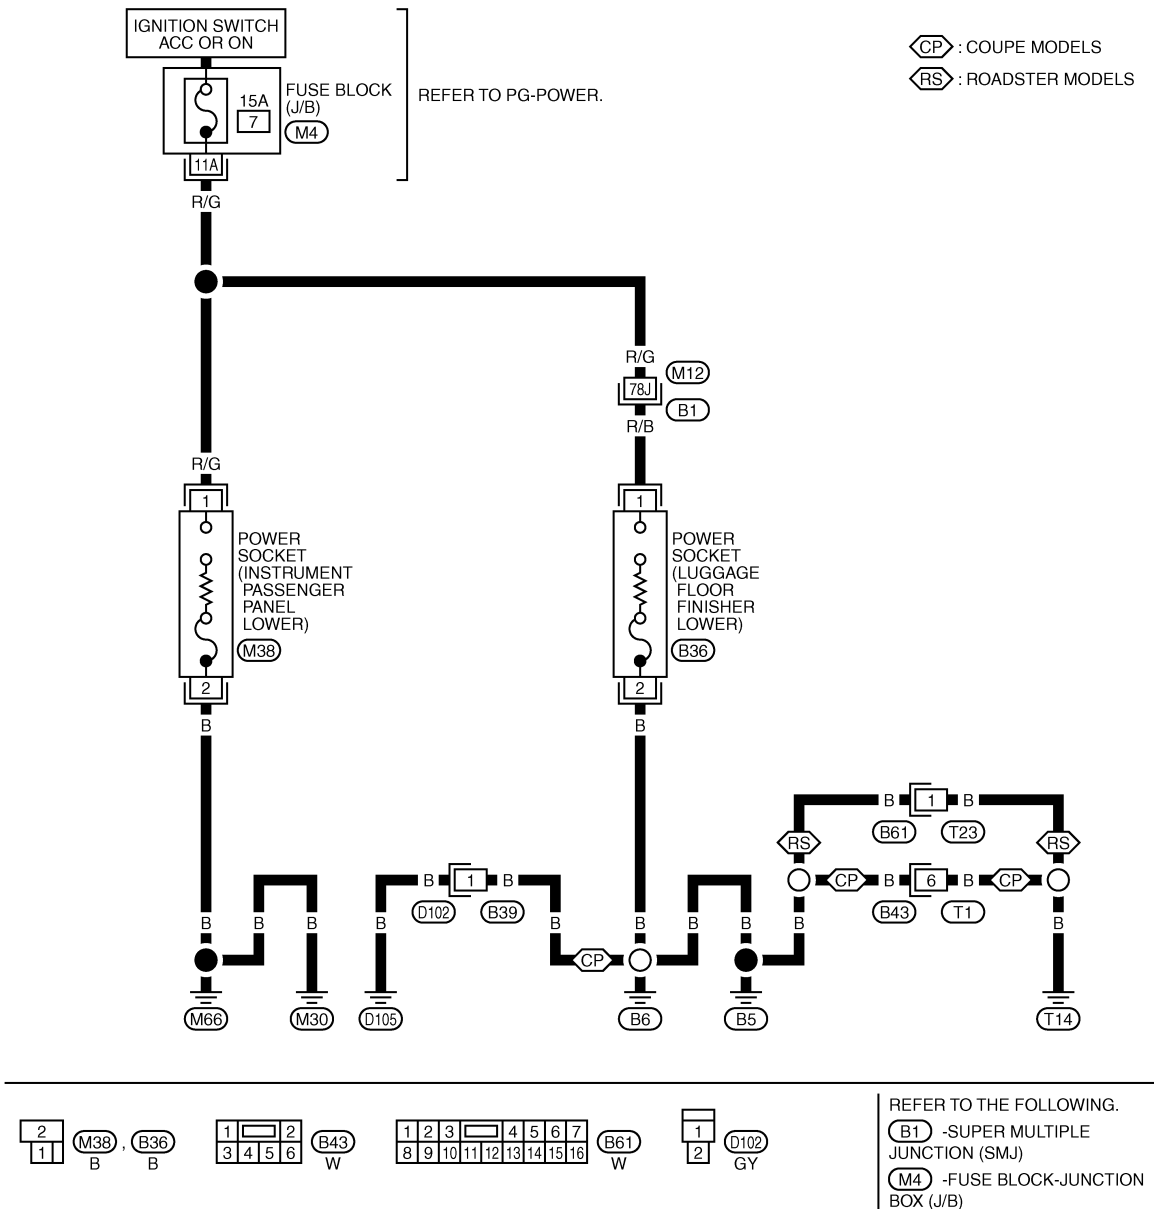 IGNITION SWITCH
ACC OR ON
15A
7
FUSE BLOCK
(J/B)
M4
REFER TO PG-POWER.
CP : COUPE MODELS
RS : ROADSTER MODELS
11A
R/G
R/G
M12
78J
B1
R/B
R/G
1
1
POWER
SOCKET
(INSTRUMENT
PASSENGER
PANEL
LOWER)
M38
POWER
SOCKET
(LUGGAGE
FLOOR
FINISHER
LOWER)
B36
2
2
B
B
B 1 B
B61 T23
RS RS
B 1 B
D102 B39
CP B 6 B CP
B43 T1
B B B B B B B B B B
CP
M66 M30 D105 B6 B5 T14
2
1
M38 , B36
B B
1 2
3 4 5 6
B43
W
1 2 3 4 5 6 7
8 9 10 11 12 13 14 15 16
B61
W
1
2
D102
GY
REFER TO THE FOLLOWING.
B1 -SUPER MULTIPLE
JUNCTION (SMJ)
M4 -FUSE BLOCK-JUNCTION
BOX (J/B)